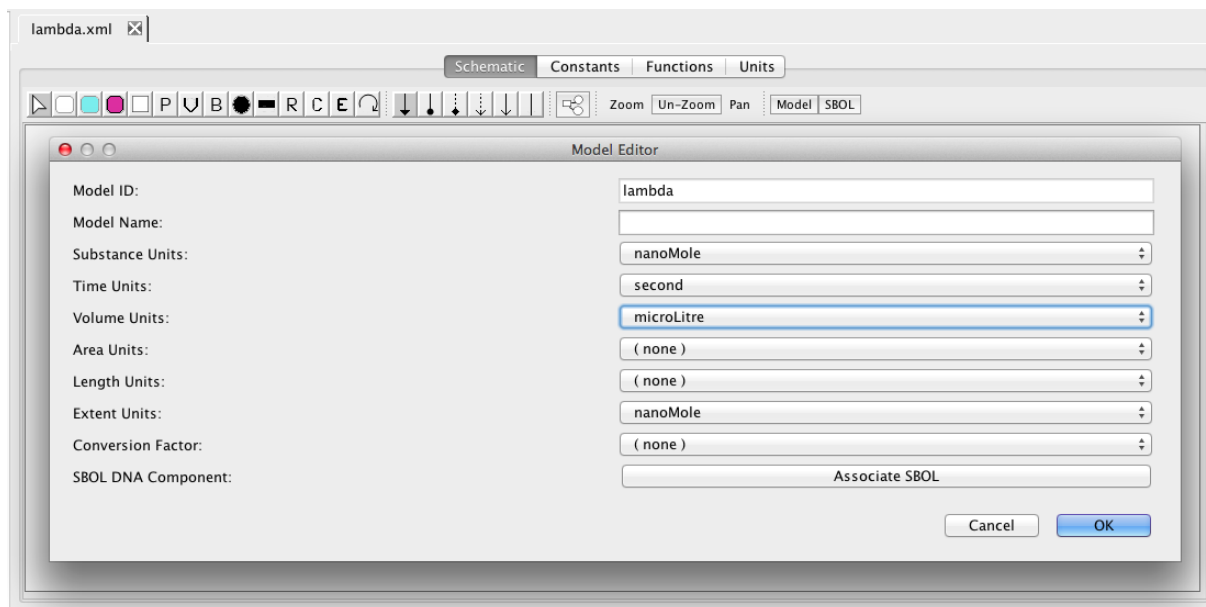 lambda.xml
Schematic Constants Functions Units
P V B R C E Zoom Un-Zoom Pan Model SBOL
Model Editor
Model ID: lambda
Model Name:
Substance Units: nanoMole
Time Units: second
Volume Units: microLitre
Area Units: ( none )
Length Units: ( none )
Extent Units: nanoMole
Conversion Factor: ( none )
SBOL DNA Component: Associate SBOL
Cancel OK